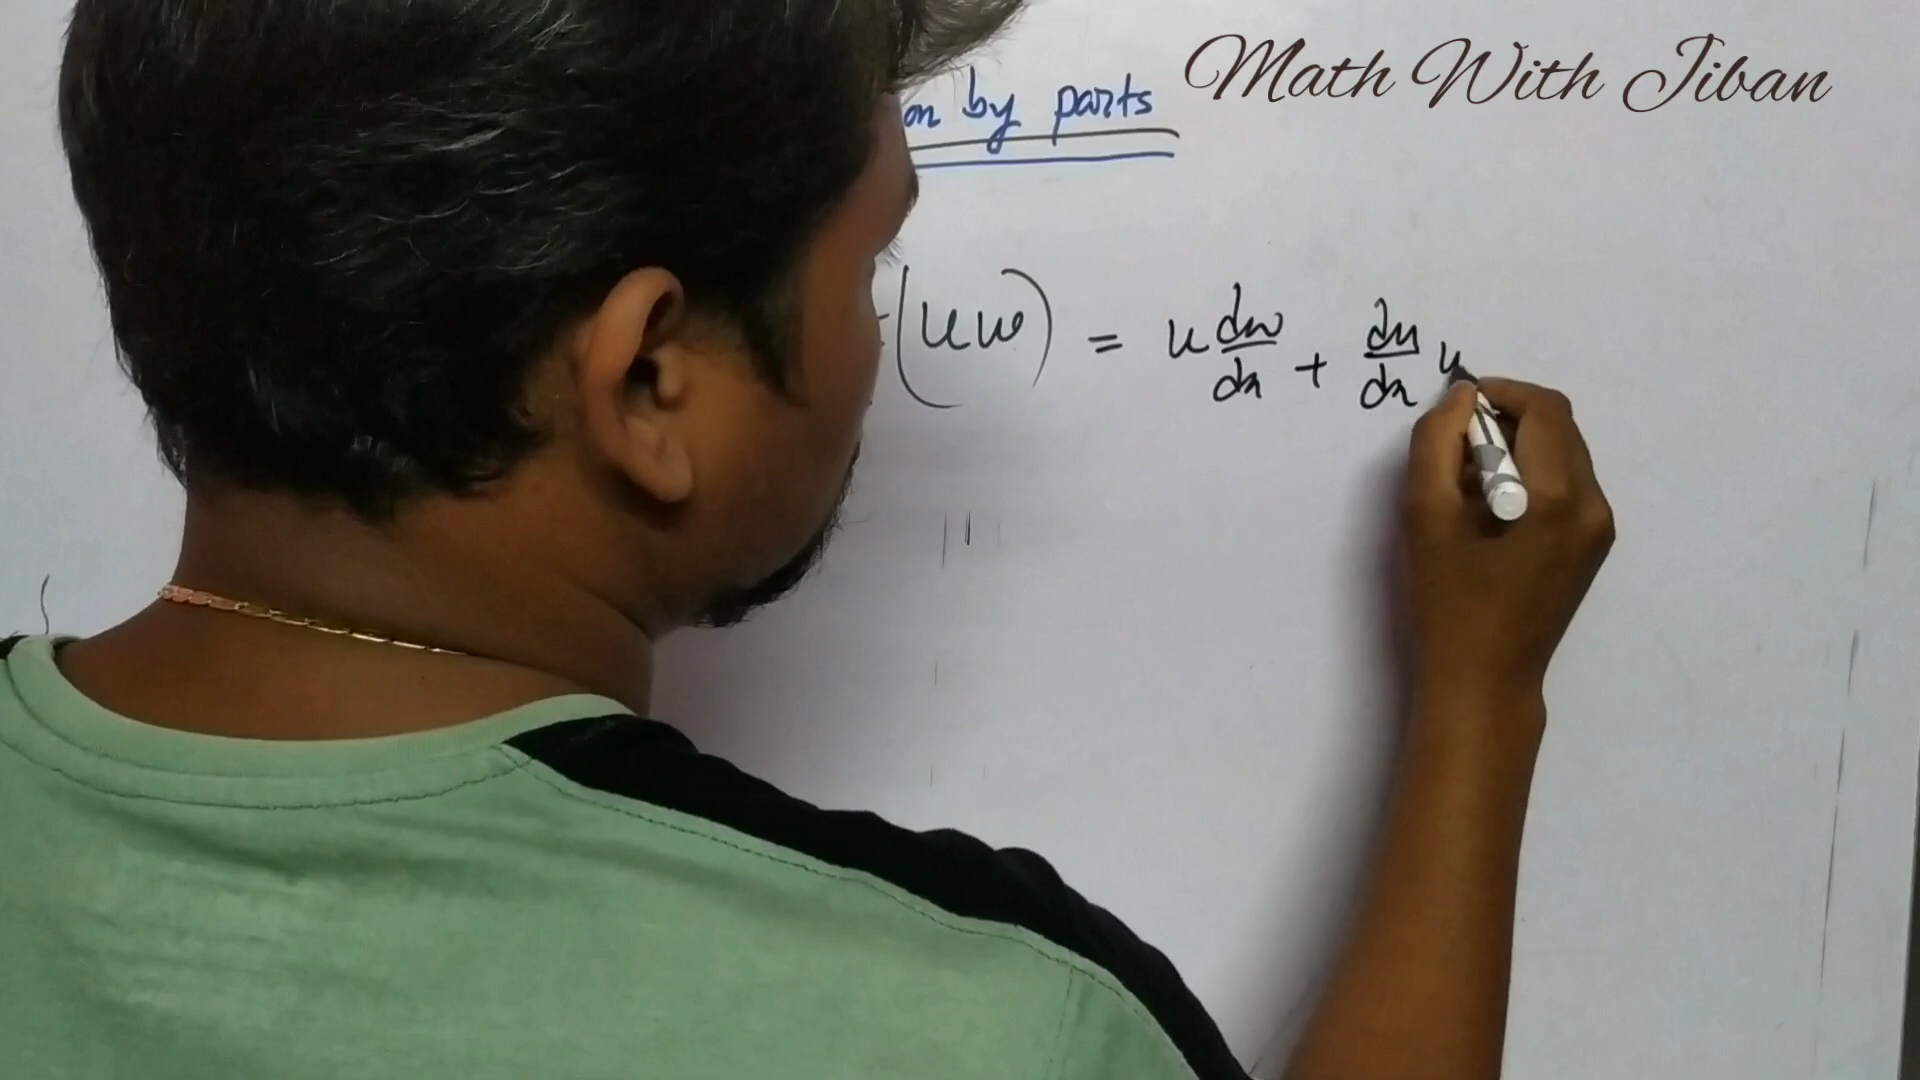 Math With Jiban
on by parts
(uw) = u dw/dx + du/dx